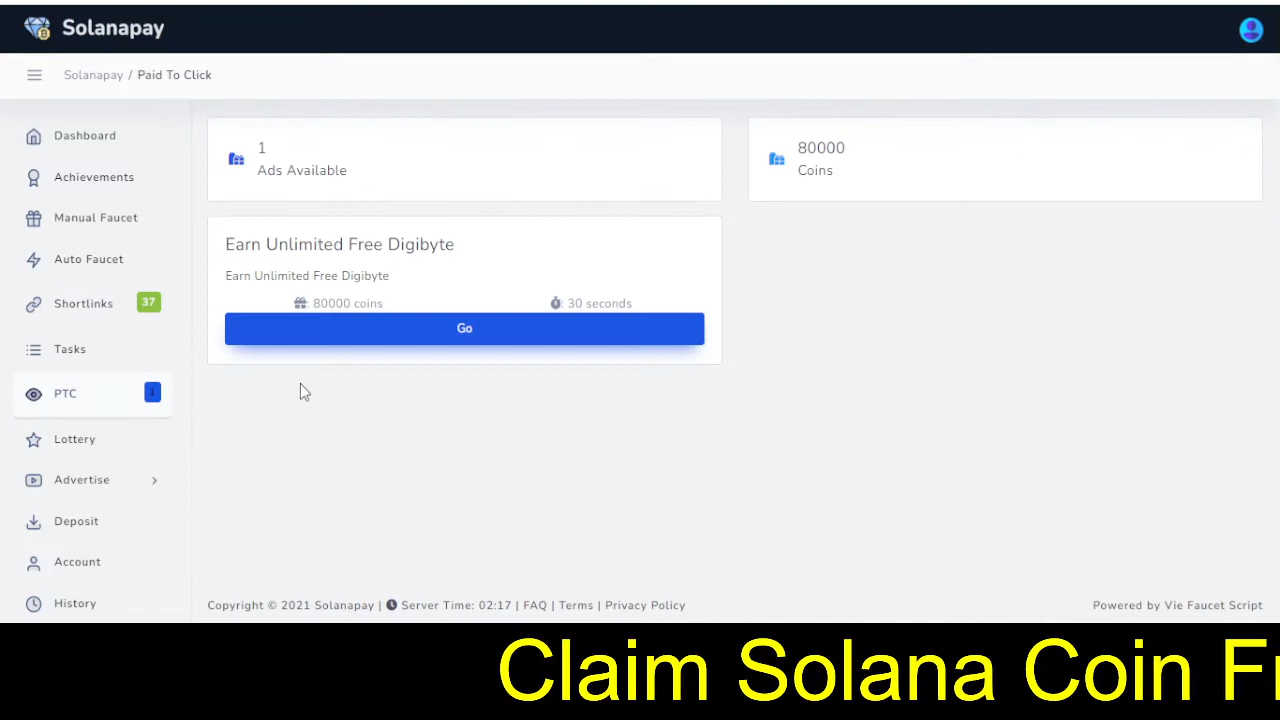 Solanapay
Solanapay / Paid To Click
Dashboard
Achievements
Manual Faucet
Auto Faucet
Shortlinks 37
Tasks
PTC 1
Lottery
Advertise
Deposit
Account
History
1
Ads Available
80000
Coins
Earn Unlimited Free Digibyte
Earn Unlimited Free Digibyte
: 80000 coins : 30 seconds
Go
Copyright © 2021 Solanapay | Server Time: 02:17 | FAQ | Terms | Privacy Policy
Powered by Vie Faucet Script
Claim Solana Coin